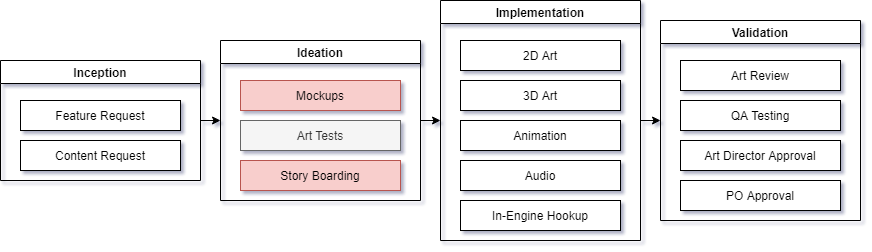 Inception
Feature Request
Content Request
Ideation
Mockups
Art Tests
Story Boarding
Implementation
2D Art
3D Art
Animation
Audio
In-Engine Hookup
Validation
Art Review
QA Testing
Art Director Approval
PO Approval